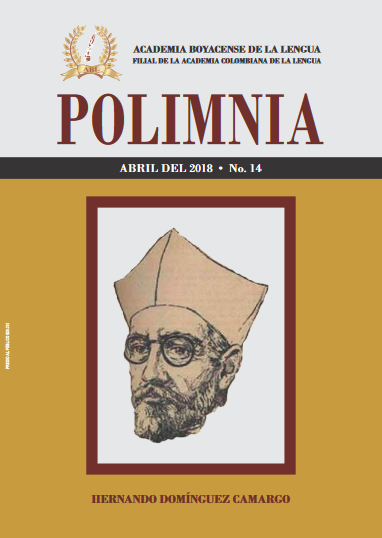 ABL
ACADEMIA BOYACENSE DE LA LENGUA
FILIAL DE LA ACADEMIA COLOMBIANA DE LA LENGUA
POLIMNIA
ABRIL DEL 2018 • No. 14
HERNANDO DOMÍNGUEZ CAMARGO